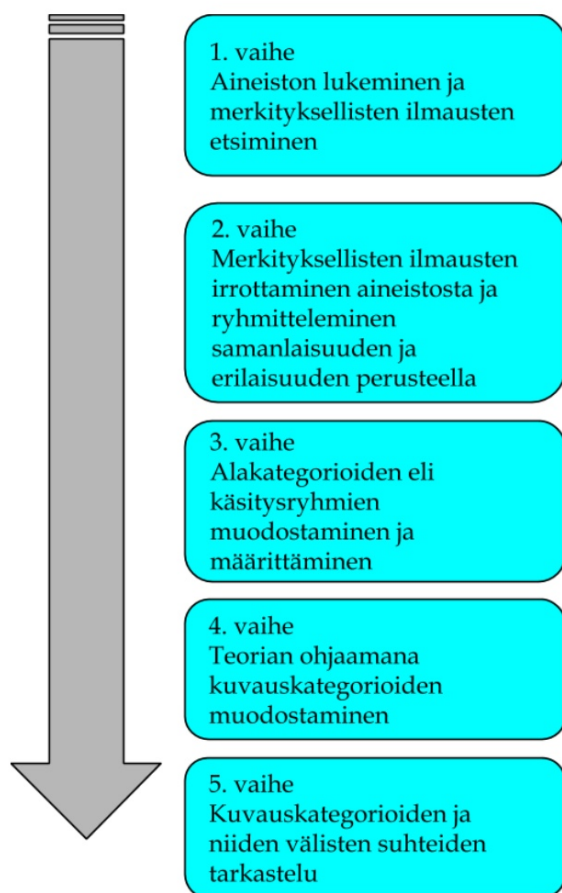 1. vaihe
Aineiston lukeminen ja
merkityksellisten ilmausten
etsiminen
2. vaihe
Merkityksellisten ilmausten
irrottaminen aineistosta ja
ryhmitteleminen
samanlaisuuden ja
erilaisuuden perusteella
3. vaihe
Alakategorioiden eli
käsitysryhmien
muodostaminen ja
määrittäminen
4. vaihe
Teorian ohjaamana
kuvauskategorioiden
muodostaminen
5. vaihe
Kuvauskategorioiden ja
niiden välisten suhteiden
tarkastelu